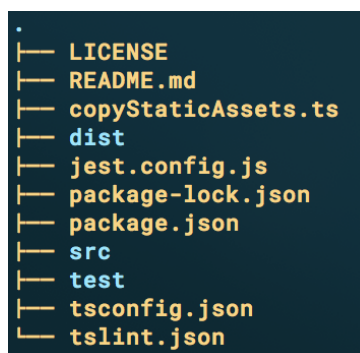 .
├── LICENSE
├── README.md
├── copyStaticAssets.ts
├── dist
├── jest.config.js
├── package-lock.json
├── package.json
├── src
├── test
├── tsconfig.json
└── tslint.json